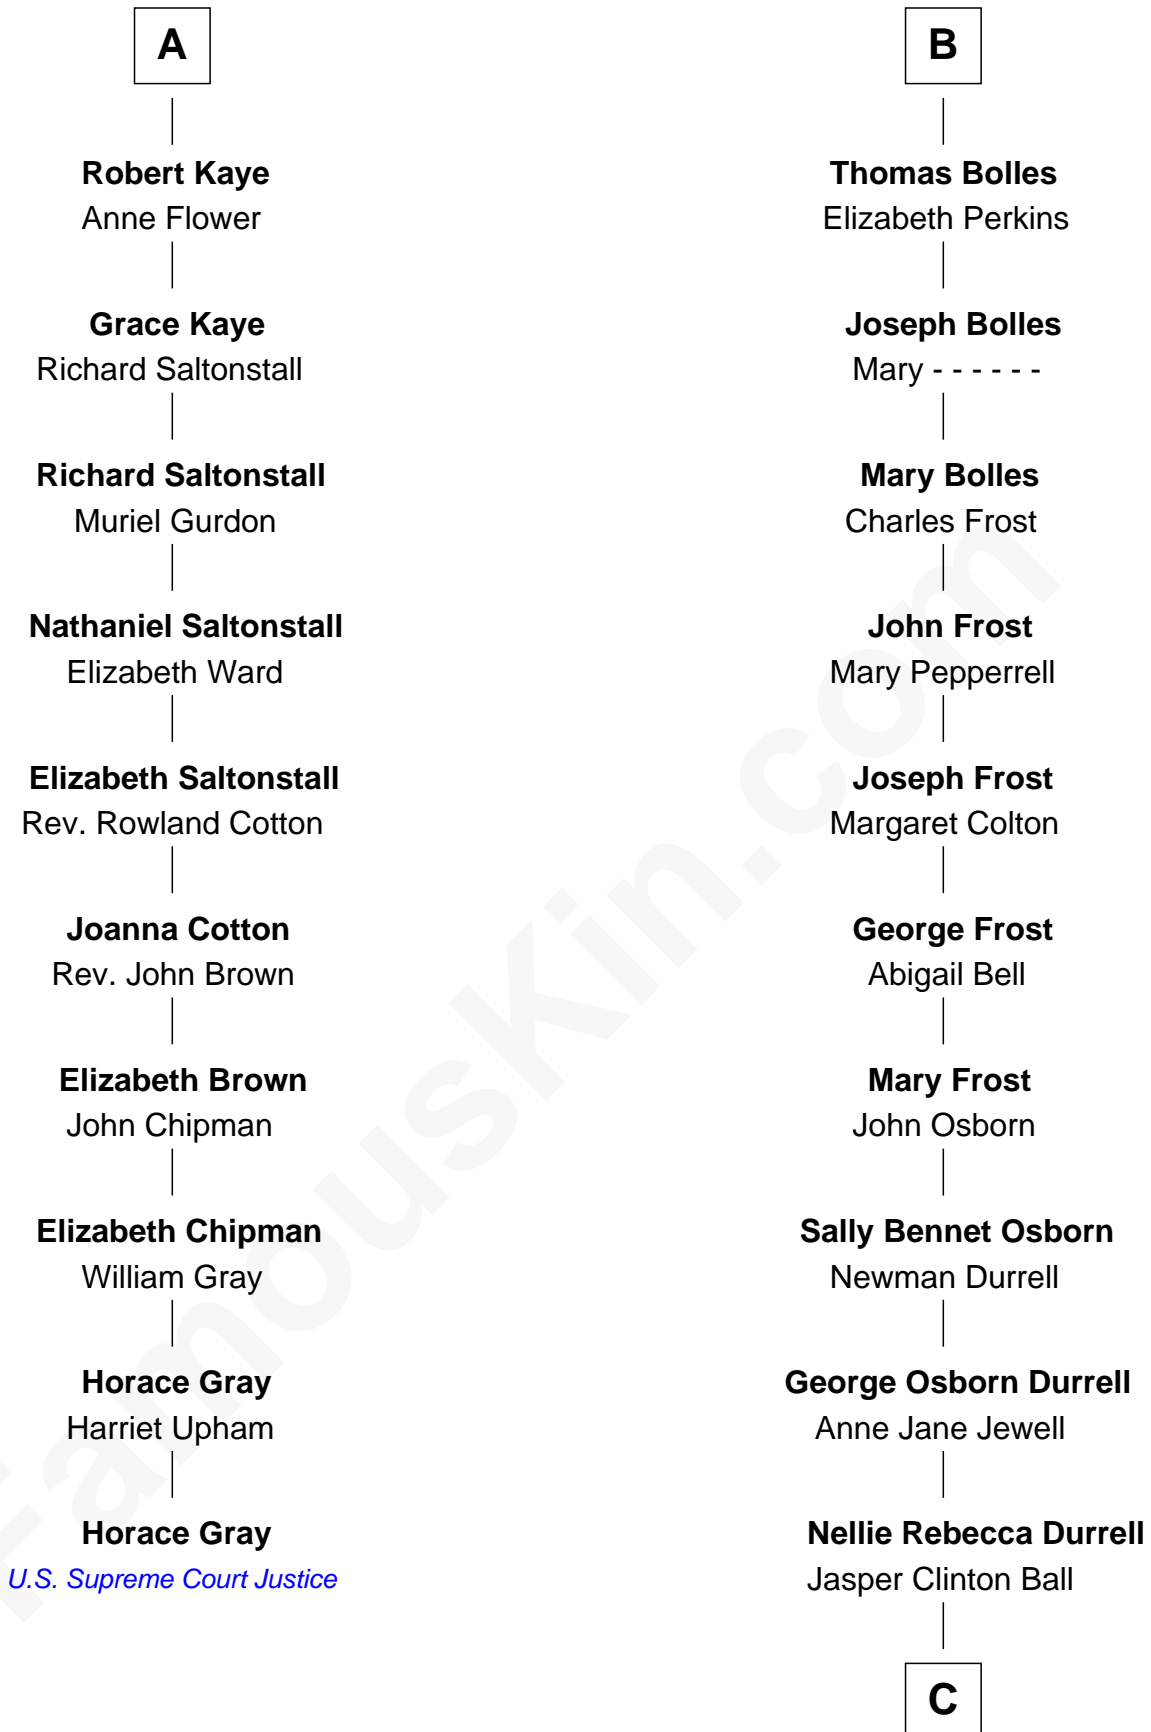 A
Robert Kaye
Anne Flower
Grace Kaye
Richard Saltonstall
Richard Saltonstall
Muriel Gurdon
Nathaniel Saltonstall
Elizabeth Ward
Elizabeth Saltonstall
Rev. Rowland Cotton
Joanna Cotton
Rev. John Brown
Elizabeth Brown
John Chipman
Elizabeth Chipman
William Gray
Horace Gray
Harriet Upham
Horace Gray
U.S. Supreme Court Justice
B
Thomas Bolles
Elizabeth Perkins
Joseph Bolles
Mary - - - - - -
Mary Bolles
Charles Frost
John Frost
Mary Pepperrell
Joseph Frost
Margaret Colton
George Frost
Abigail Bell
Mary Frost
John Osborn
Sally Bennet Osborn
Newman Durrell
George Osborn Durrell
Anne Jane Jewell
Nellie Rebecca Durrell
Jasper Clinton Ball
C
FamousKin.com